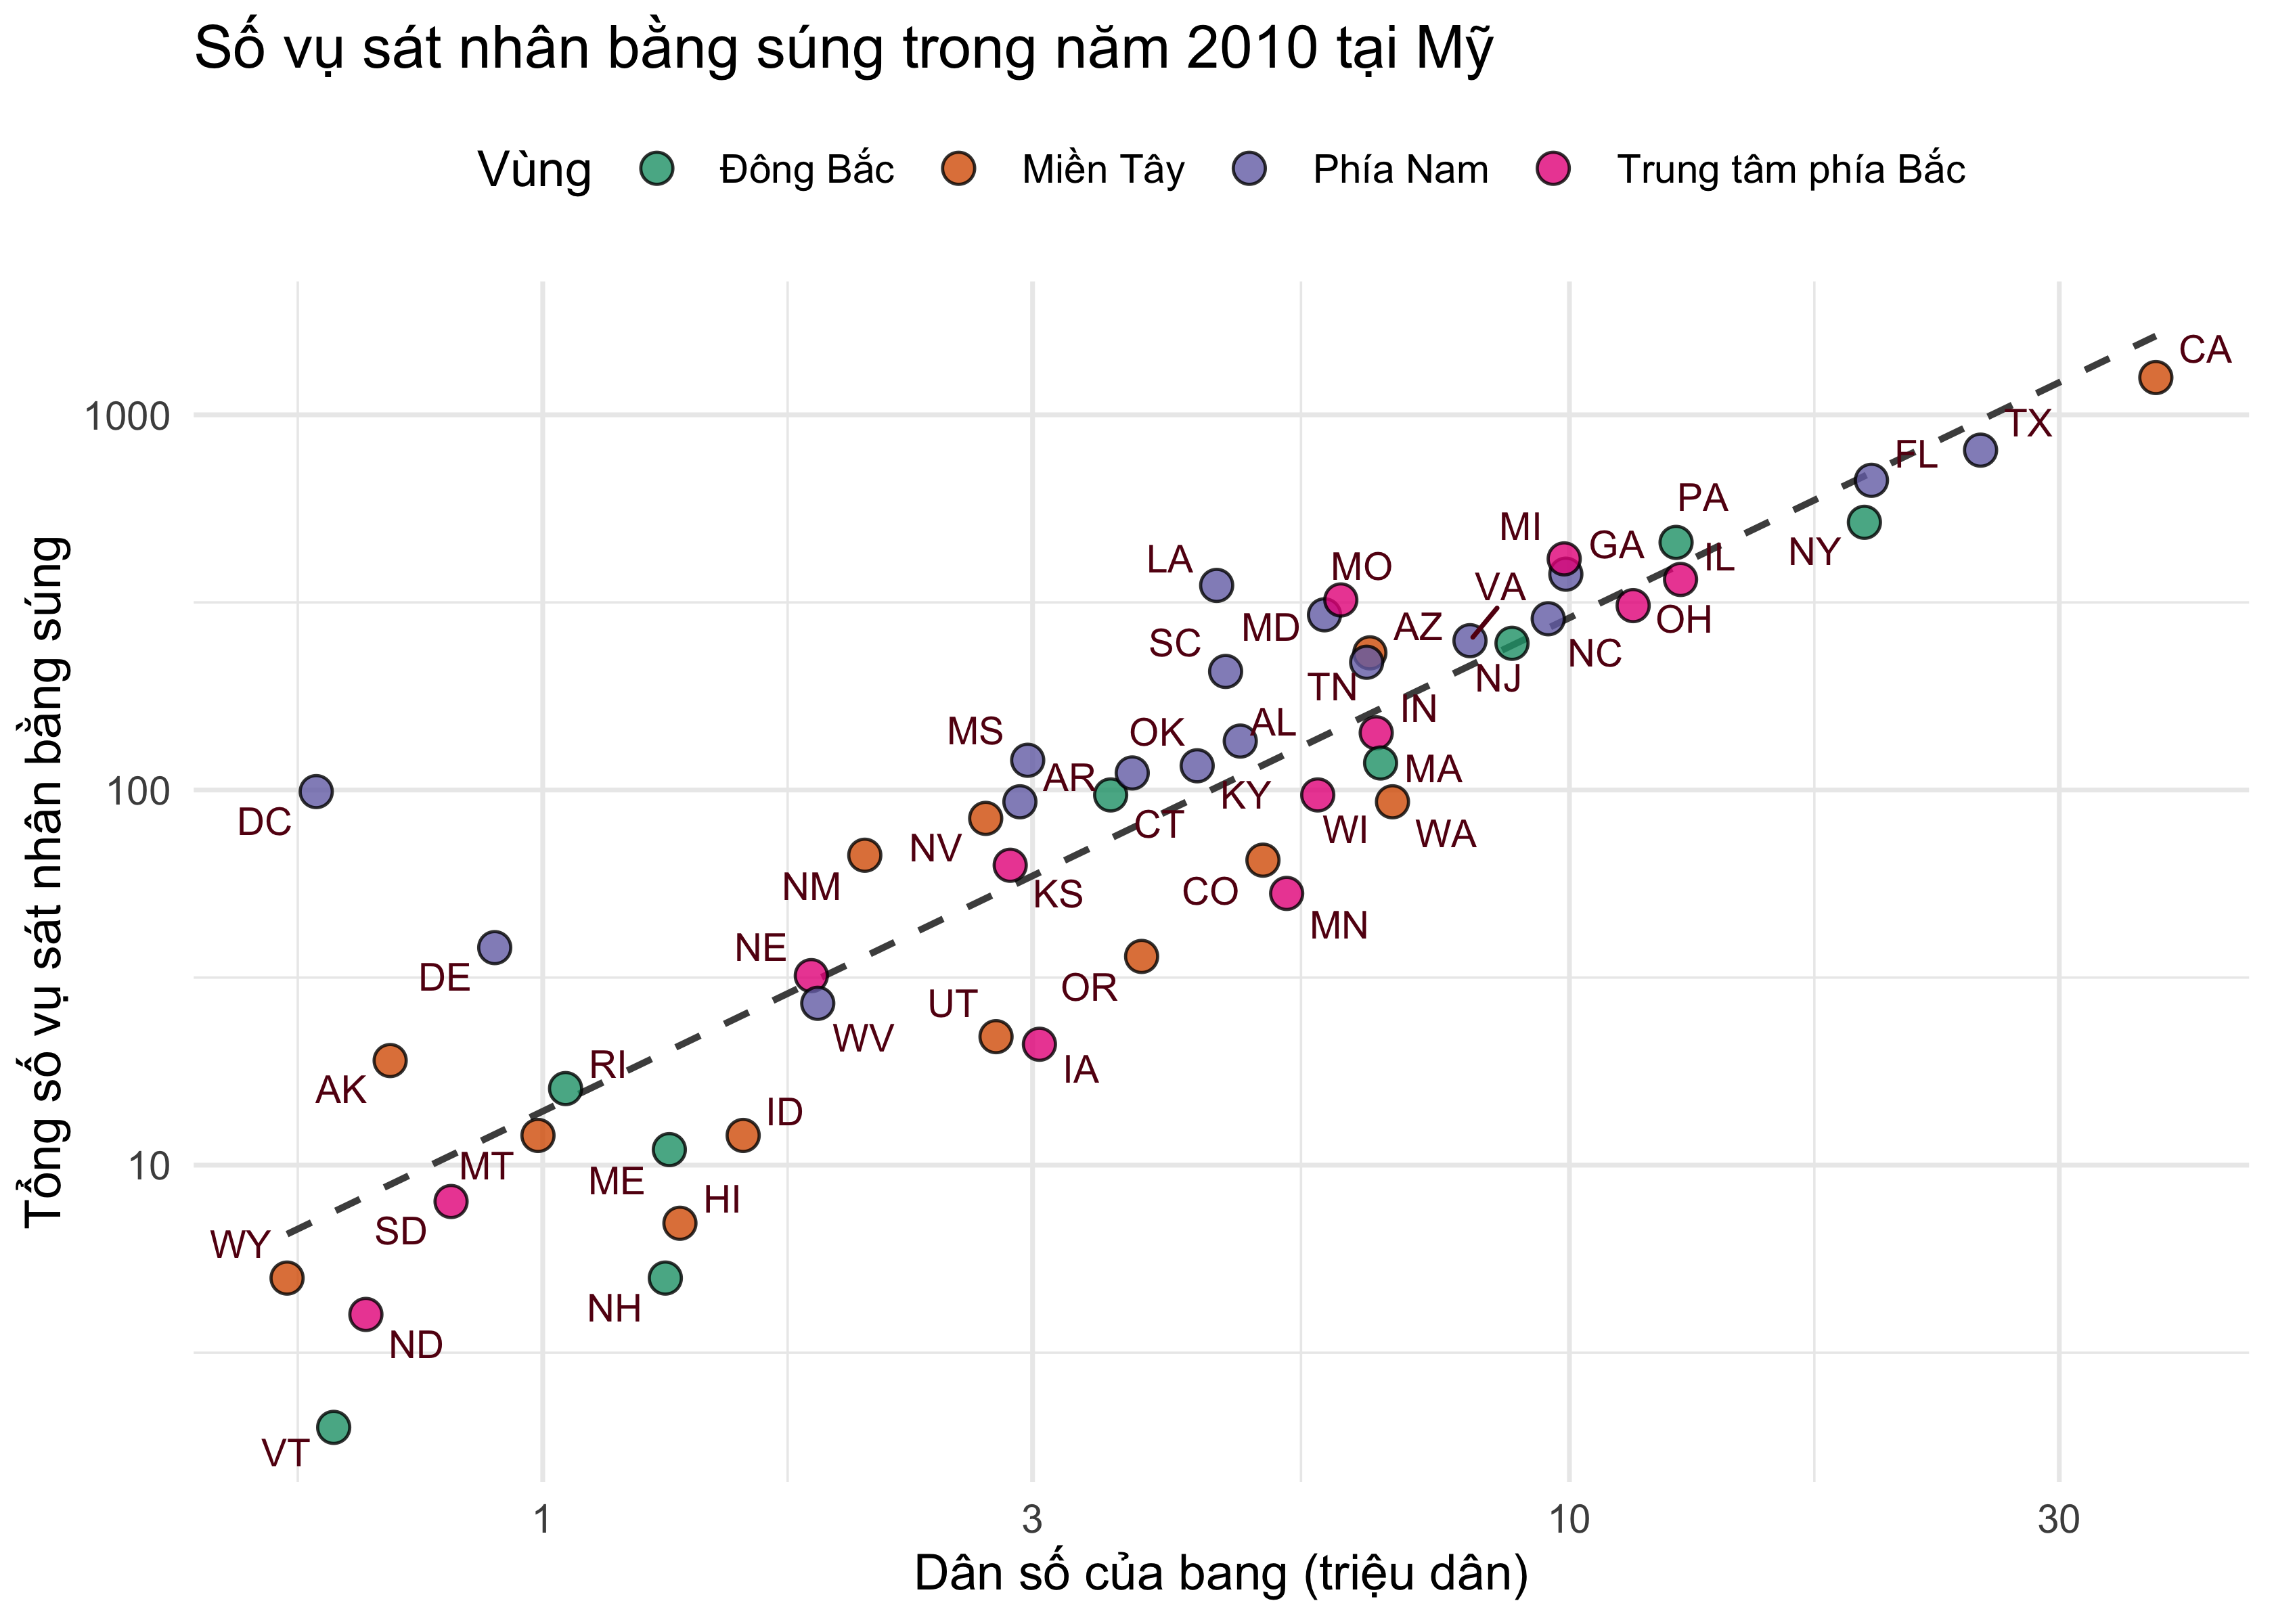 Số vụ sát nhân bằng súng trong năm 2010 tại Mỹ
Vùng Đông Bắc Miền Tây Phía Nam Trung tâm phía Bắc
Tổng số vụ sát nhân bằng súng
1000
100
10
CA
TX
FL
PA
NY
MI
GA
IL
LA
MO
VA
OH
MD
AZ
SC
NC
TN
NJ
IN
MS
OK
AL
AR
MA
DC
KY
CT
WI
WA
NV
NM
KS
CO
MN
NE
DE
OR
UT
WV
RI
IA
AK
ID
MT
ME
HI
SD
WY
NH
ND
VT
1
3
10
30
Dân số của bang (triệu dân)